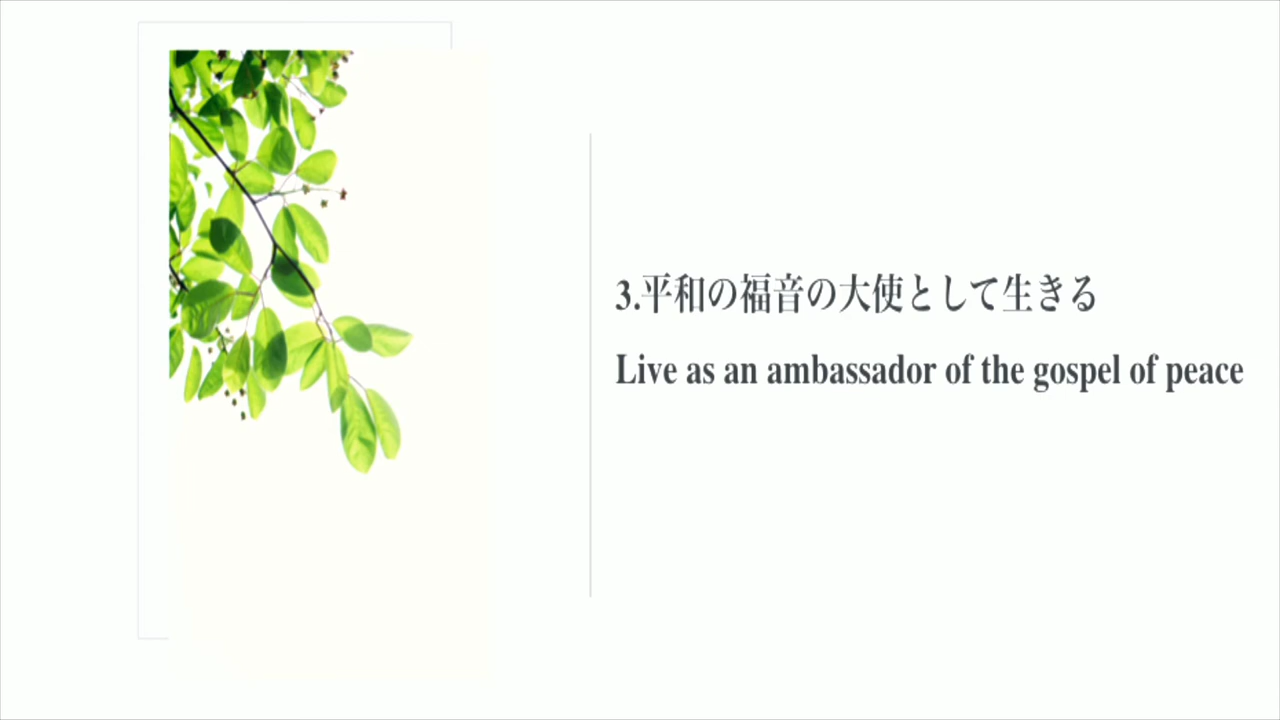 3.平和の福音の大使として生きる
Live as an ambassador of the gospel of peace